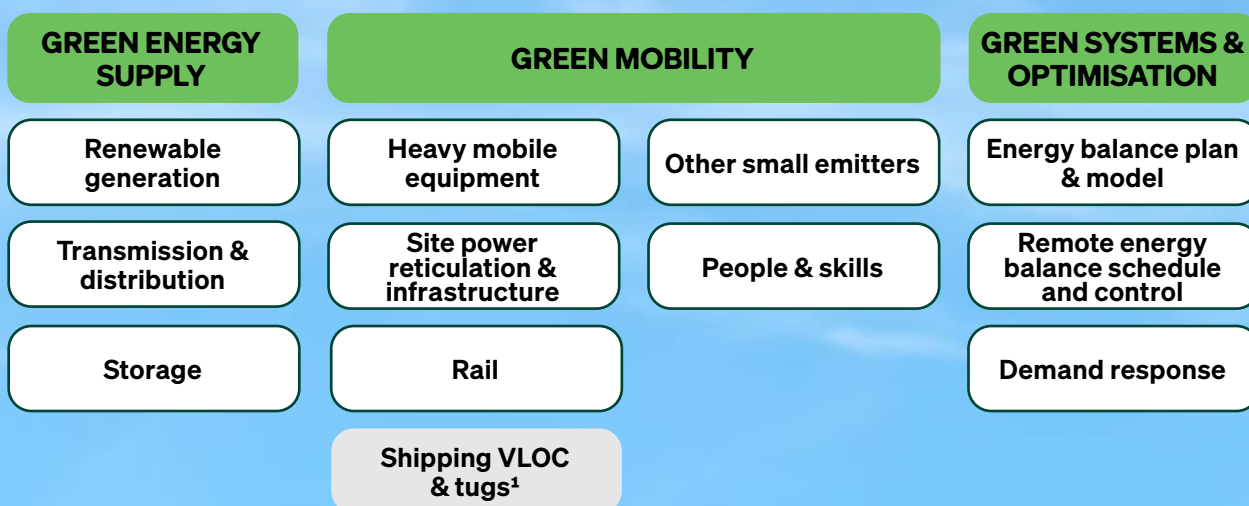 GREEN ENERGY
SUPPLY
Renewable
generation
Transmission &
distribution
Storage
GREEN MOBILITY
Heavy mobile
equipment
Site power
reticulation &
infrastructure
Rail
Shipping VLOC
& tugs¹
Other small emitters
People & skills
GREEN SYSTEMS &
OPTIMISATION
Energy balance plan
& model
Remote energy
balance schedule
and control
Demand response